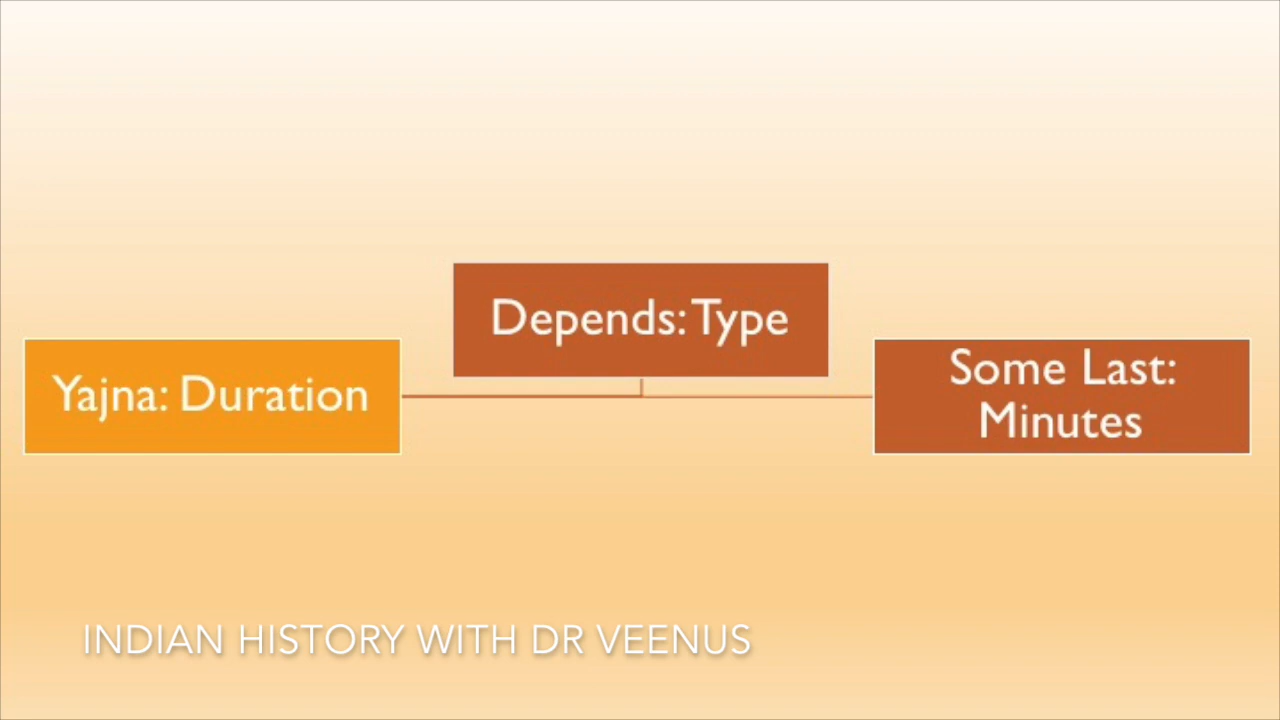 Depends: Type
Yajna: Duration
Some Last:
Minutes
INDIAN HISTORY WITH DR VEENUS